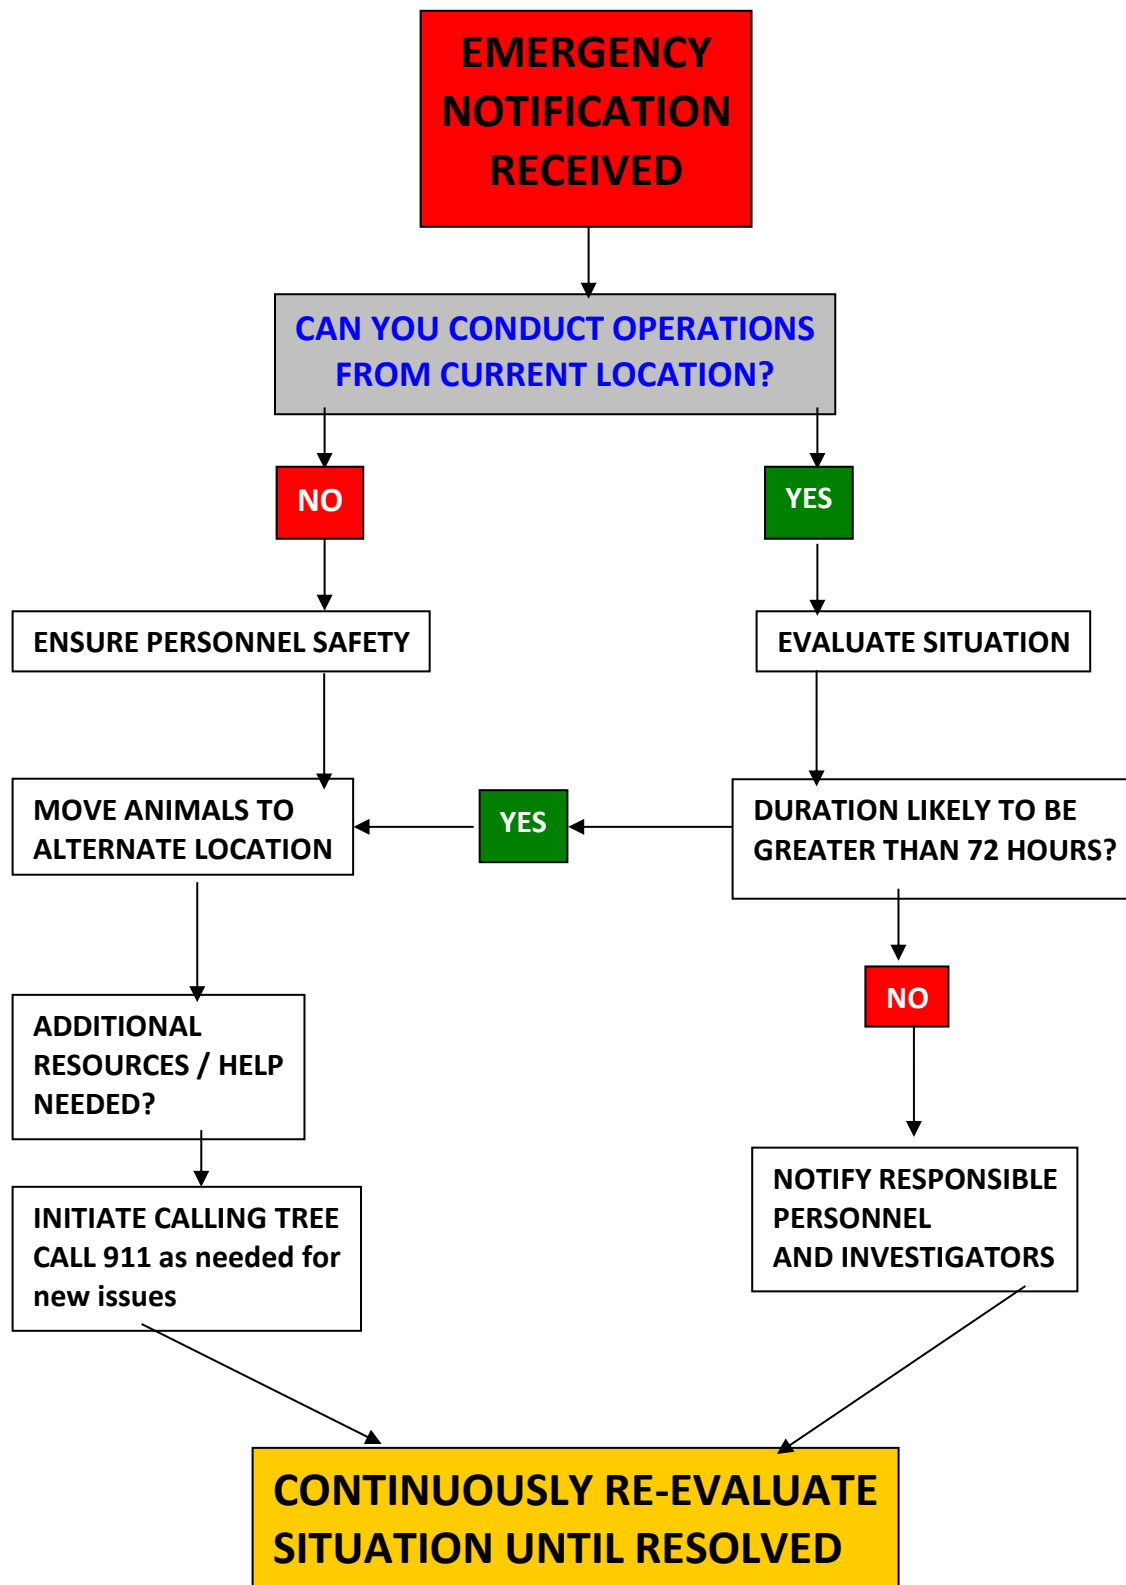 EMERGENCY
NOTIFICATION
RECEIVED
CAN YOU CONDUCT OPERATIONS
FROM CURRENT LOCATION?
NO
YES
ENSURE PERSONNEL SAFETY
EVALUATE SITUATION
MOVE ANIMALS TO
ALTERNATE LOCATION
YES
DURATION LIKELY TO BE
GREATER THAN 72 HOURS?
NO
ADDITIONAL
RESOURCES / HELP
NEEDED?
INITIATE CALLING TREE
CALL 911 as needed for
new issues
NOTIFY RESPONSIBLE
PERSONNEL
AND INVESTIGATORS
CONTINUOUSLY RE-EVALUATE
SITUATION UNTIL RESOLVED